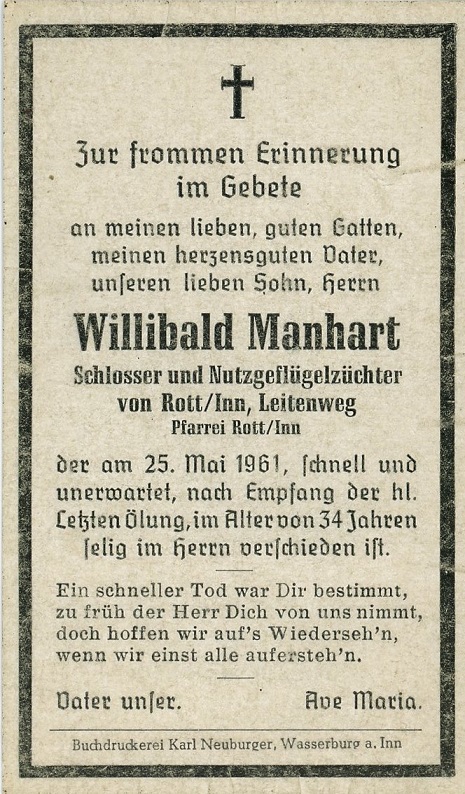 Zur frommen Erinnerung
im Gebete
an meinen lieben, guten Gatten,
meinen herzensguten Vater,
unseren lieben Sohn, Herrn
Willibald Manhart
Schlosser und Nutzgeflügelzüchter
von Rott/Inn, Leitenweg
Pfarrei Rott/Inn
der am 25. Mai 1961, schnell und
unerwartet, nach Empfang der hl.
Letzten Ölung, im Alter von 34 Jahren
selig im Herrn verschieden ist.
Ein schneller Tod war Dir bestimmt,
zu früh der Herr Dich von uns nimmt,
doch hoffen wir auf's Wiederseh'n,
wenn wir einst alle aufersteh'n.
Vater unser. Ave Maria.
Buchdruckerei Karl Neuburger, Wasserburg a. Inn